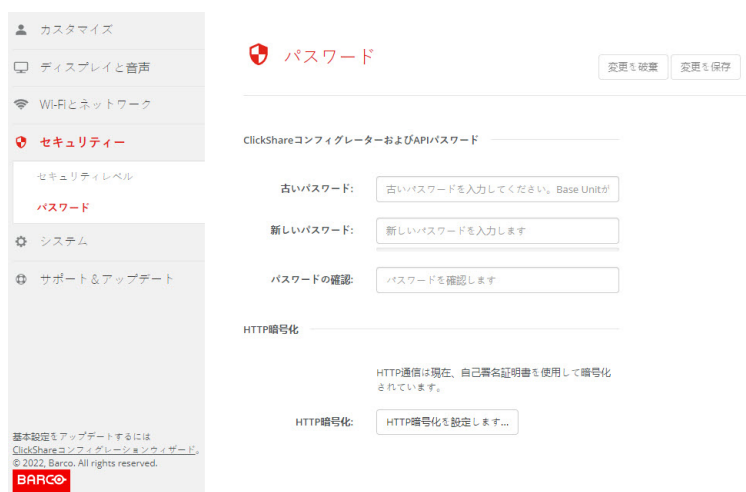 カスタマイズ
ディスプレイと音声
Wi-Fiとネットワーク
セキュリティー
セキュリティレベル
パスワード
システム
サポート＆アップデート
基本設定をアップデートするには
ClickShareコンフィグレーションウィザード。
© 2022, Barco. All rights reserved.
BARCO
パスワード
変更を破棄 変更を保存
ClickShareコンフィグレーターおよびAPIパスワード
古いパスワード: 古いパスワードを入力してください。Base Unitが
新しいパスワード: 新しいパスワードを入力します
パスワードの確認: パスワードを確認します
HTTP暗号化
HTTP通信は現在、自己署名証明書を使用して暗号化
されています。
HTTP暗号化: HTTP暗号化を設定します...